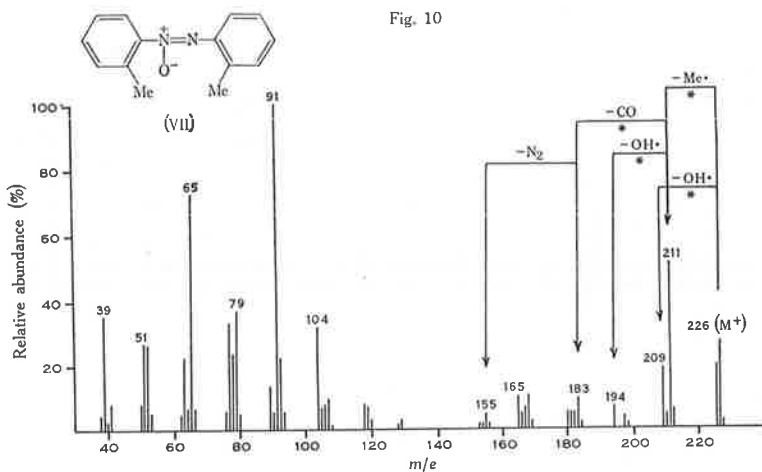 Fig. 10
N⁺=N
O⁻
Me Me
(VII)
−Me•
*
−CO
*
−OH•
*
−N₂
−OH•
*
Relative abundance (%)
100
80
60
40
20
39
51
65
79
91
104
155
165
183
194
209
211
226 (M⁺)
40 60 80 100 120 140 160 180 200 220
m/e